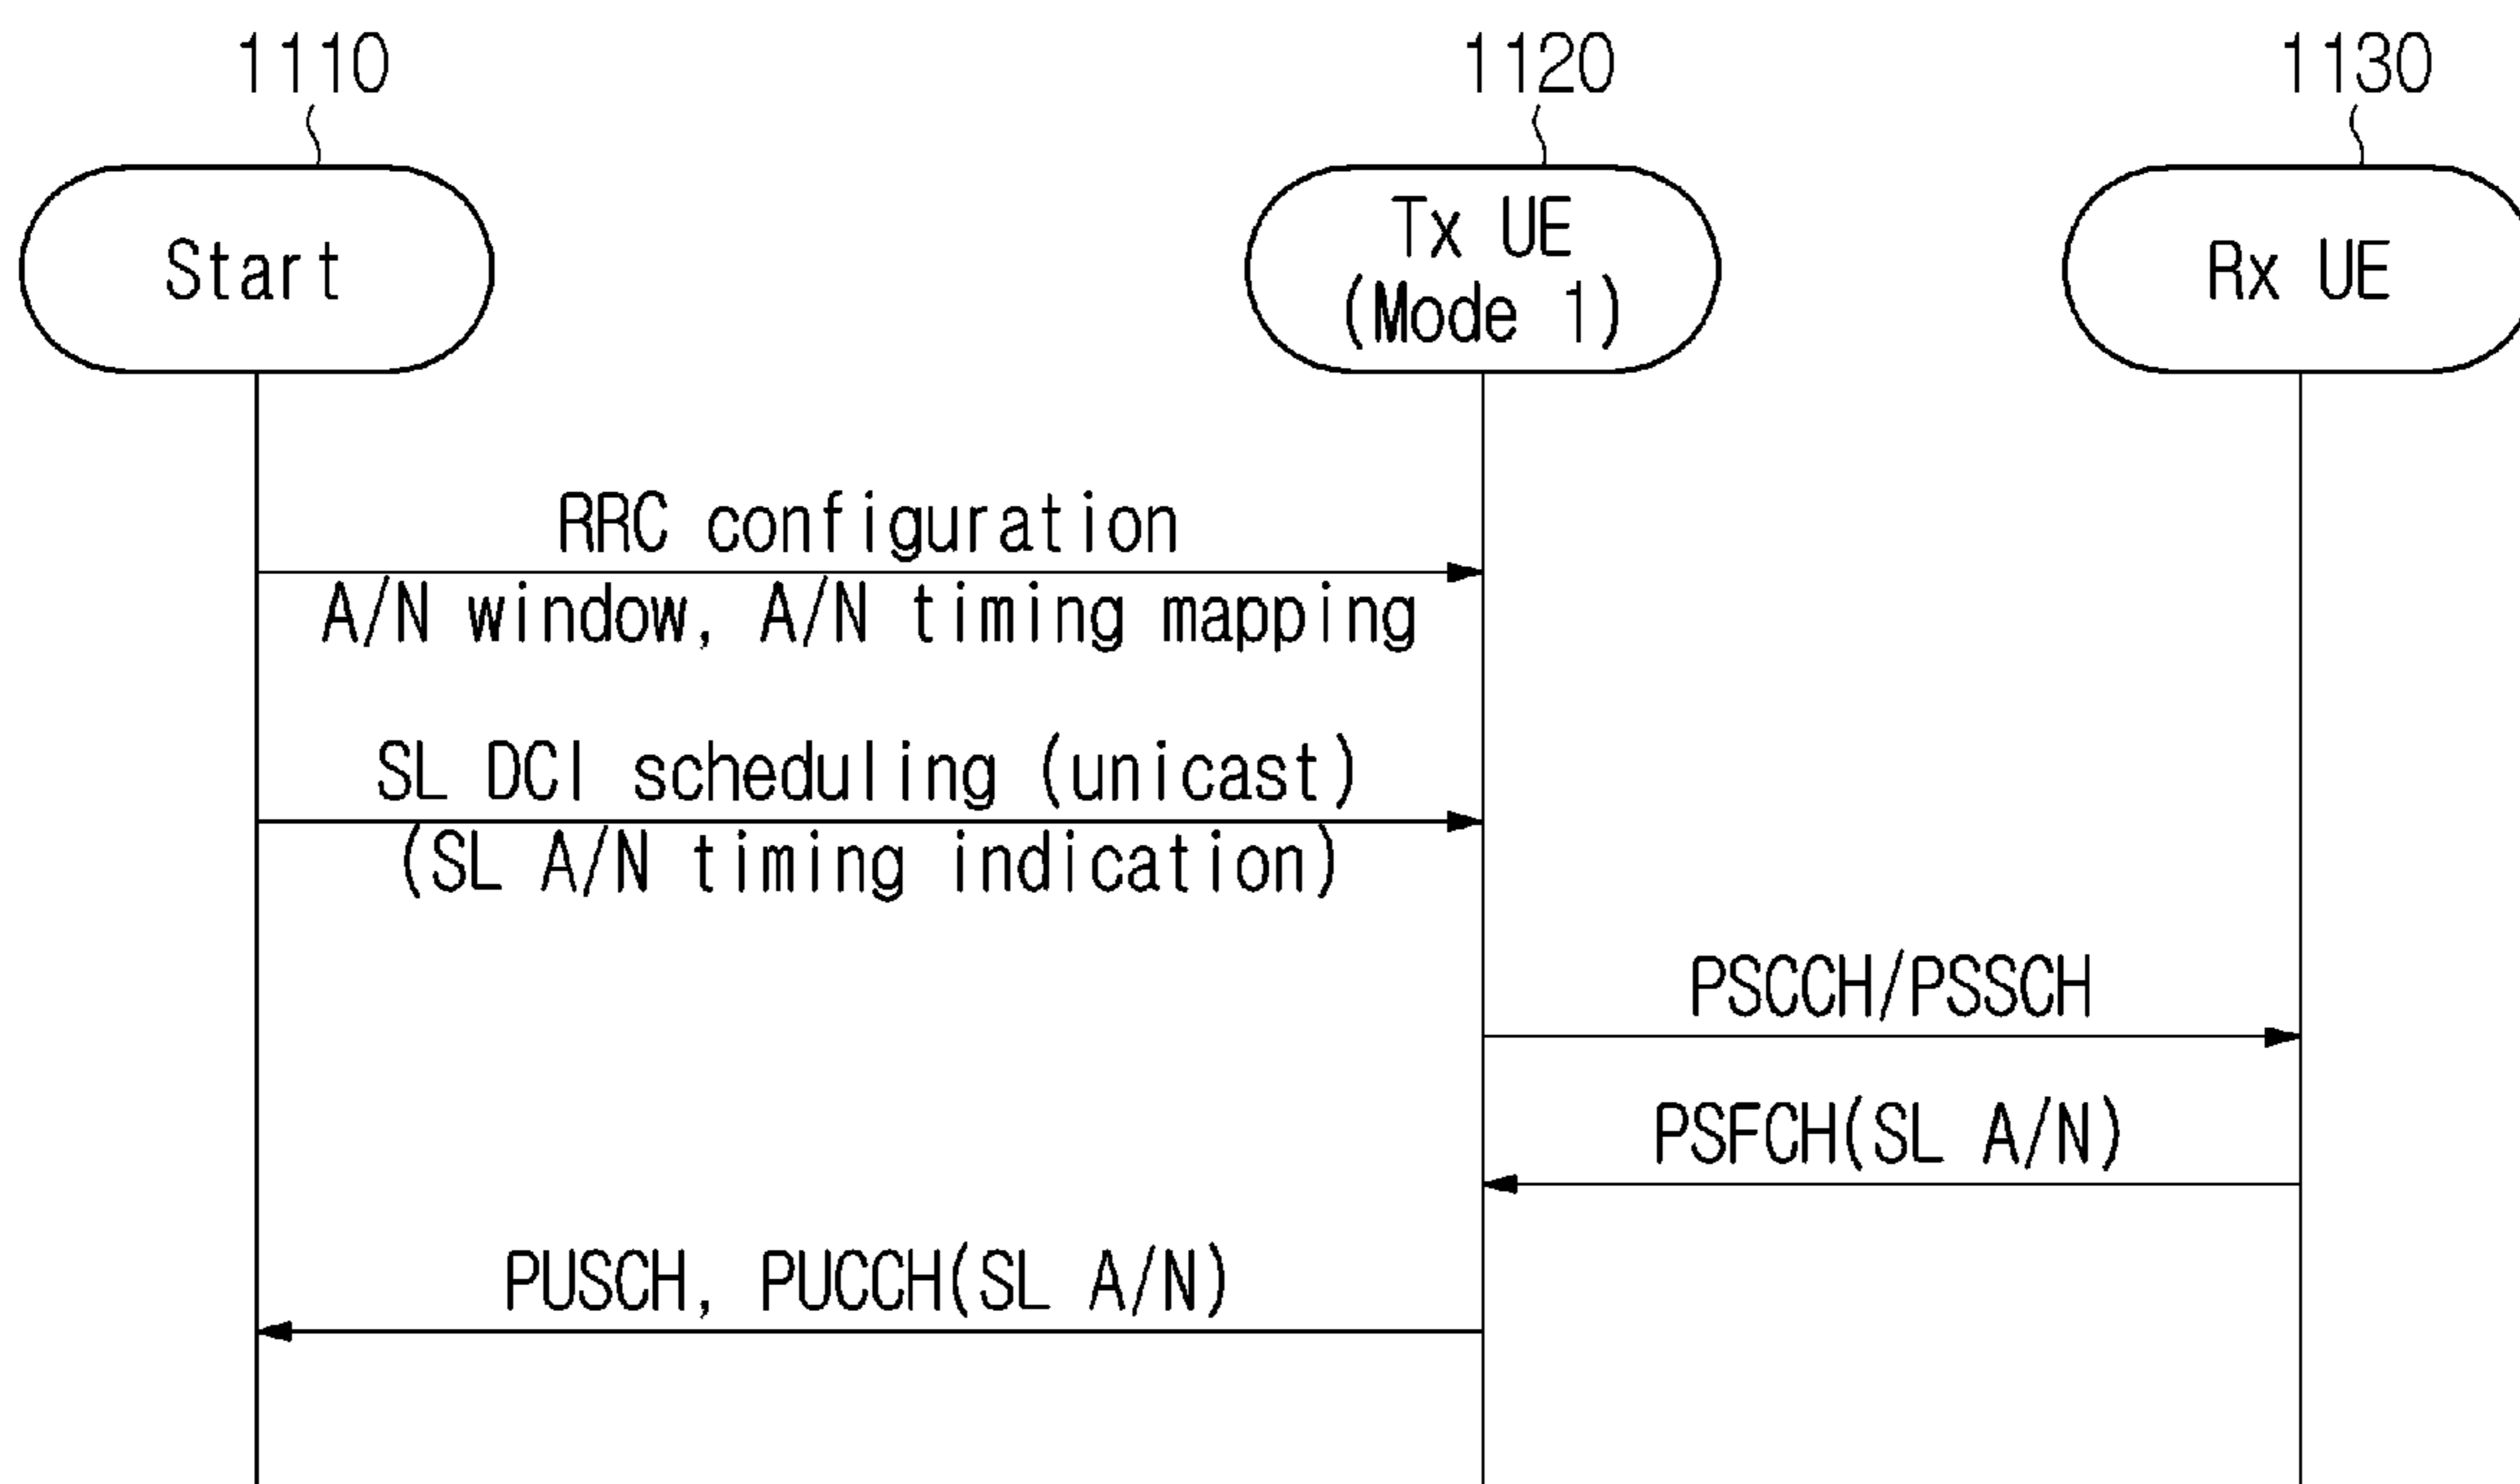 1110
1120
1130
Start
Tx UE
(Mode 1)
Rx UE
RRC configuration
A/N window, A/N timing mapping
SL DCI scheduling (unicast)
(SL A/N timing indication)
PSCCH/PSSCH
PSFCH(SL A/N)
PUSCH, PUCCH(SL A/N)